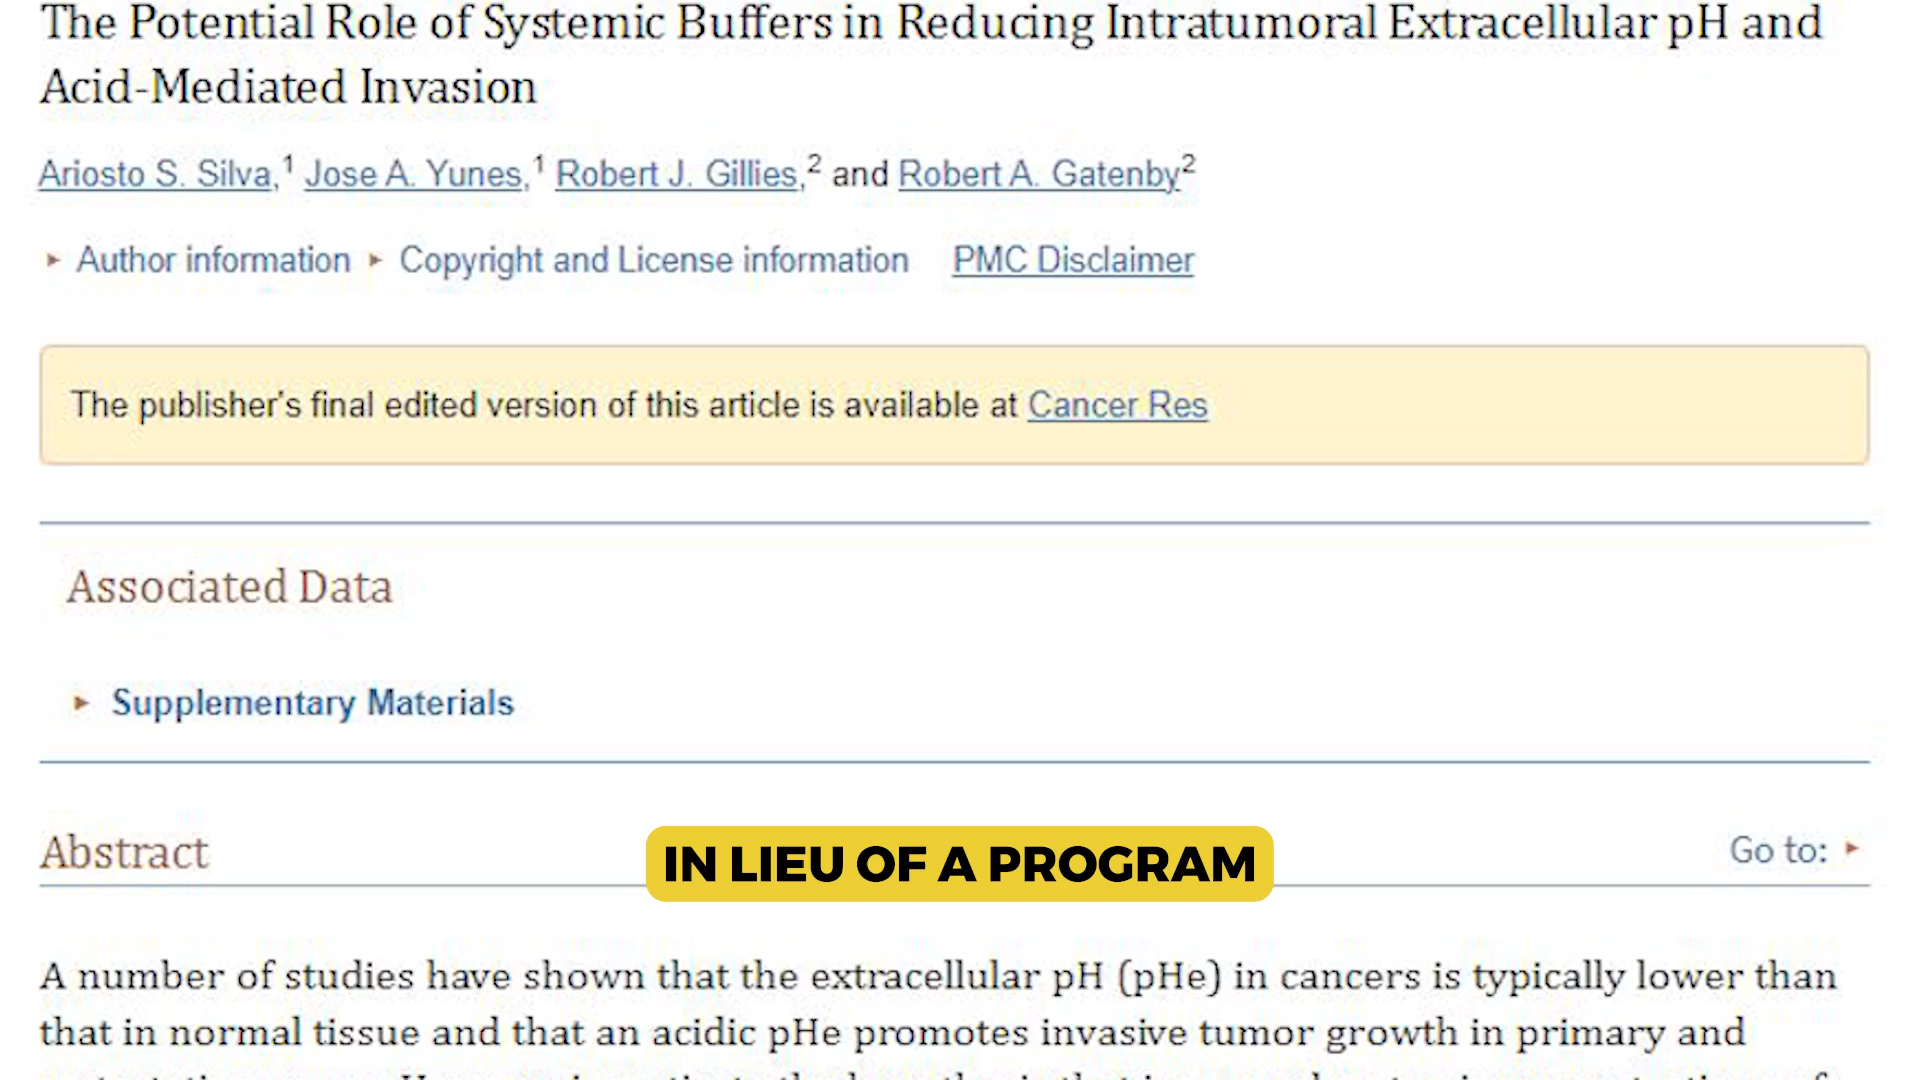 The Potential Role of Systemic Buffers in Reducing Intratumoral Extracellular pH and
Acid-Mediated Invasion
Ariosto S. Silva,1 Jose A. Yunes,1 Robert J. Gillies,2 and Robert A. Gatenby2
Author information Copyright and License information PMC Disclaimer
The publisher's final edited version of this article is available at Cancer Res
Associated Data
Supplementary Materials
Abstract
Go to:
IN LIEU OF A PROGRAM
A number of studies have shown that the extracellular pH (pHe) in cancers is typically lower than
that in normal tissue and that an acidic pHe promotes invasive tumor growth in primary and